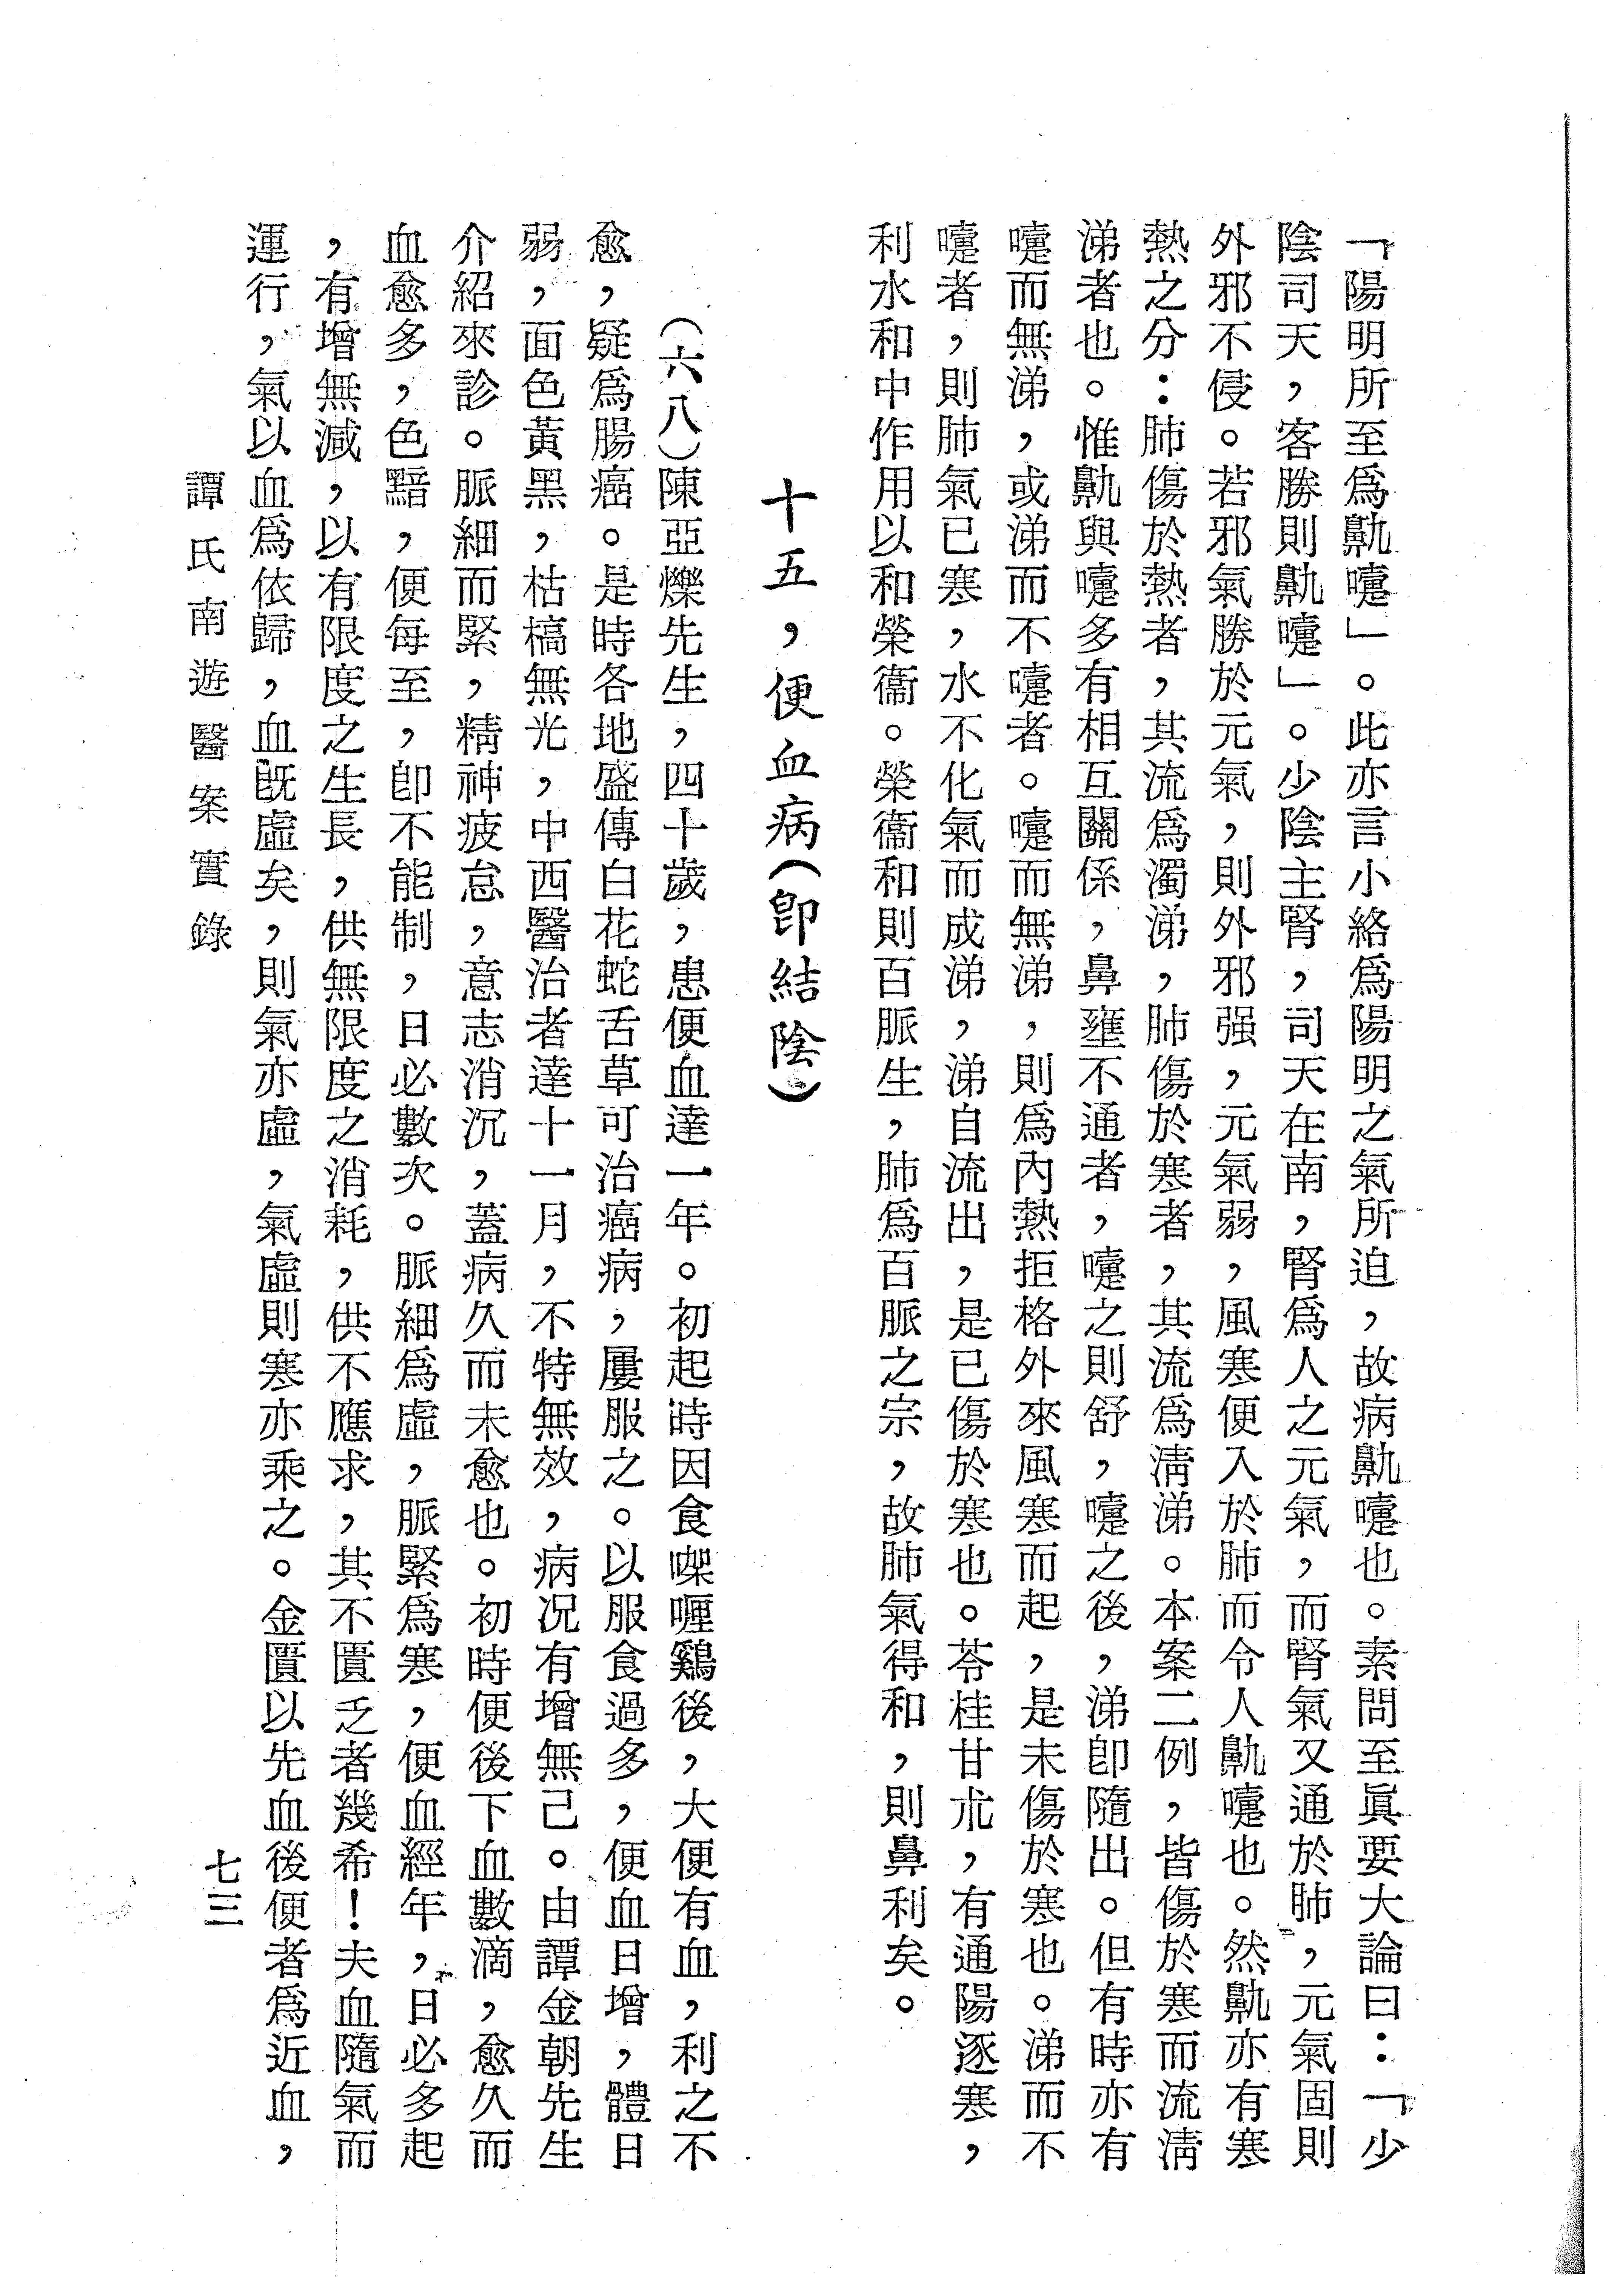 「陽明所至爲鼽嚏」。此亦言小絡爲陽明之氣所迫，故病鼽嚏也。素問至眞要大論曰：「少
陰司天，客勝則鼽嚏」。少陰主腎，司天在南，腎爲人之元氣，而腎氣又通於肺，元氣固則
外邪不侵。若邪氣勝於元氣，則外邪强，元氣弱，風寒便入於肺而令人鼽嚏也。然鼽亦有寒
熱之分：肺傷於熱者，其流爲濁涕，肺傷於寒者，其流爲淸涕。本案二例，皆傷於寒而流淸
涕者也。惟鼽與嚏多有相互關係，鼻壅不通者，嚏之則舒，嚏之後，涕卽隨出。但有時亦有
嚏而無涕，或涕而不嚏者。嚏而無涕，則爲內熱拒格外來風寒而起，是未傷於寒也。涕而不
嚏者，則肺氣已寒，水不化氣而成涕，涕自流出，是已傷於寒也。苓桂甘朮，有通陽逐寒，
利水和中作用以和榮衞。榮衞和則百脈生，肺爲百脈之宗，故肺氣得和，則鼻利矣。
十五，便血病（卽結陰）
（六八）陳亞爍先生，四十歲，患便血達一年。初起時因食㗎喱鷄後，大便有血，利之不
愈，疑爲腸癌。是時各地盛傳白花蛇舌草可治癌病，屢服之。以服食過多，便血日增，體日
弱，面色黃黑，枯槁無光，中西醫治者達十一月，不特無效，病況有增無己。由譚金朝先生
介紹來診。脈細而緊，精神疲怠，意志消沉，蓋病久而未愈也。初時便後下血數滴，愈久而
血愈多，色黯，便每至，卽不能制，日必數次。脈細爲虛，脈緊爲寒，便血經年，日必多起
，有增無減，以有限度之生長，供無限度之消耗，供不應求，其不匱乏者幾希！夫血隨氣而
運行，氣以血爲依歸，血旣虛矣，則氣亦虛，氣虛則寒亦乘之。金匱以先血後便者爲近血，
譚氏南遊醫案實錄
七三